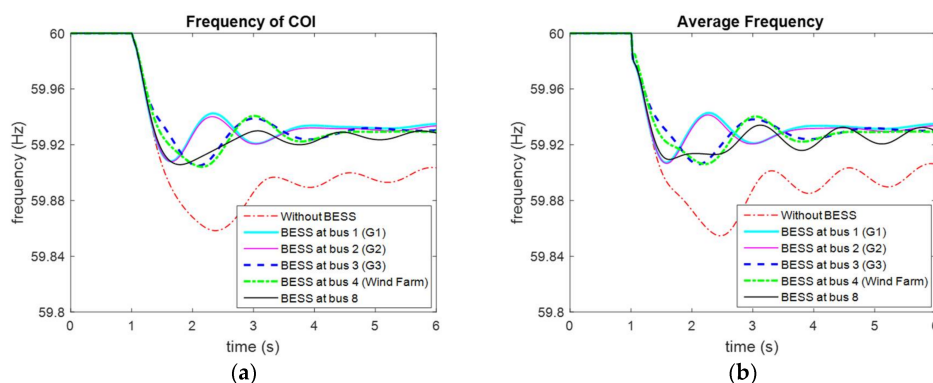 Frequency of COI
60
59.96
59.92
59.88
59.84
59.8
frequency (Hz)
Without BESS
BESS at bus 1 (G1)
BESS at bus 2 (G2)
BESS at bus 3 (G3)
BESS at bus 4 (Wind Farm)
BESS at bus 8
0 1 2 3 4 5 6
time (s)
(a)
Average Frequency
60
59.96
59.92
59.88
59.84
59.8
frequency (Hz)
Without BESS
BESS at bus 1 (G1)
BESS at bus 2 (G2)
BESS at bus 3 (G3)
BESS at bus 4 (Wind Farm)
BESS at bus 8
0 1 2 3 4 5 6
time (s)
(b)